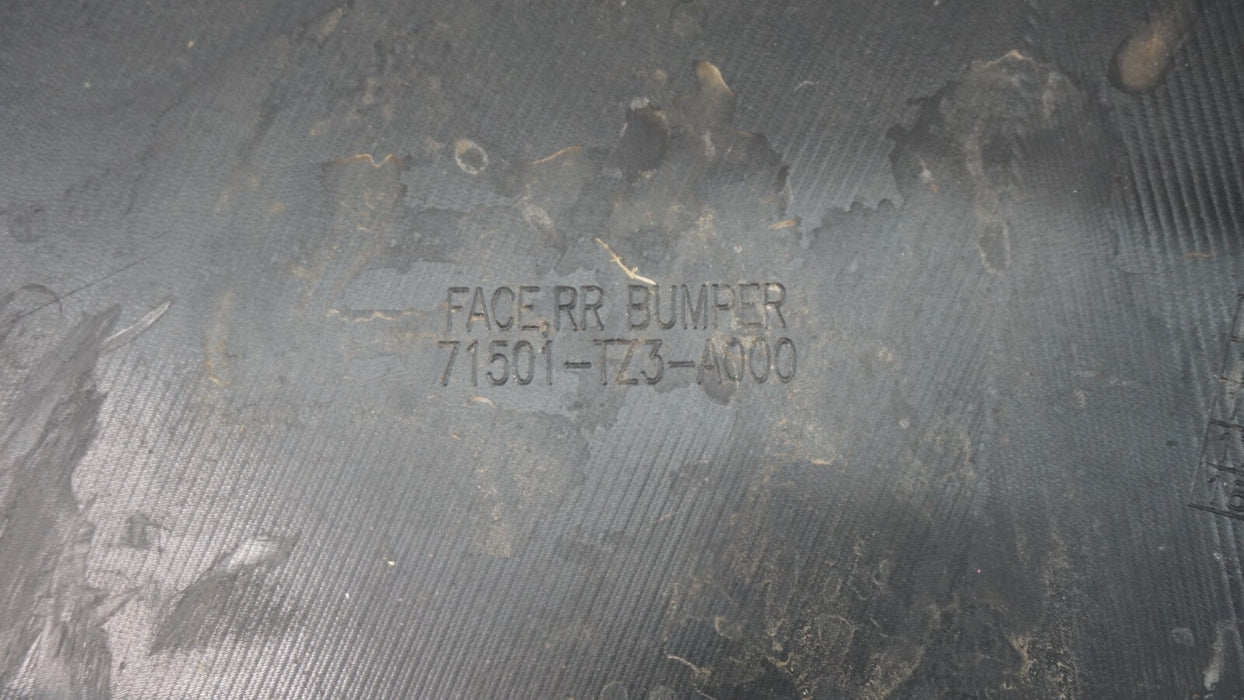 FACE,RR BUMPER
71501-TZ3-A000